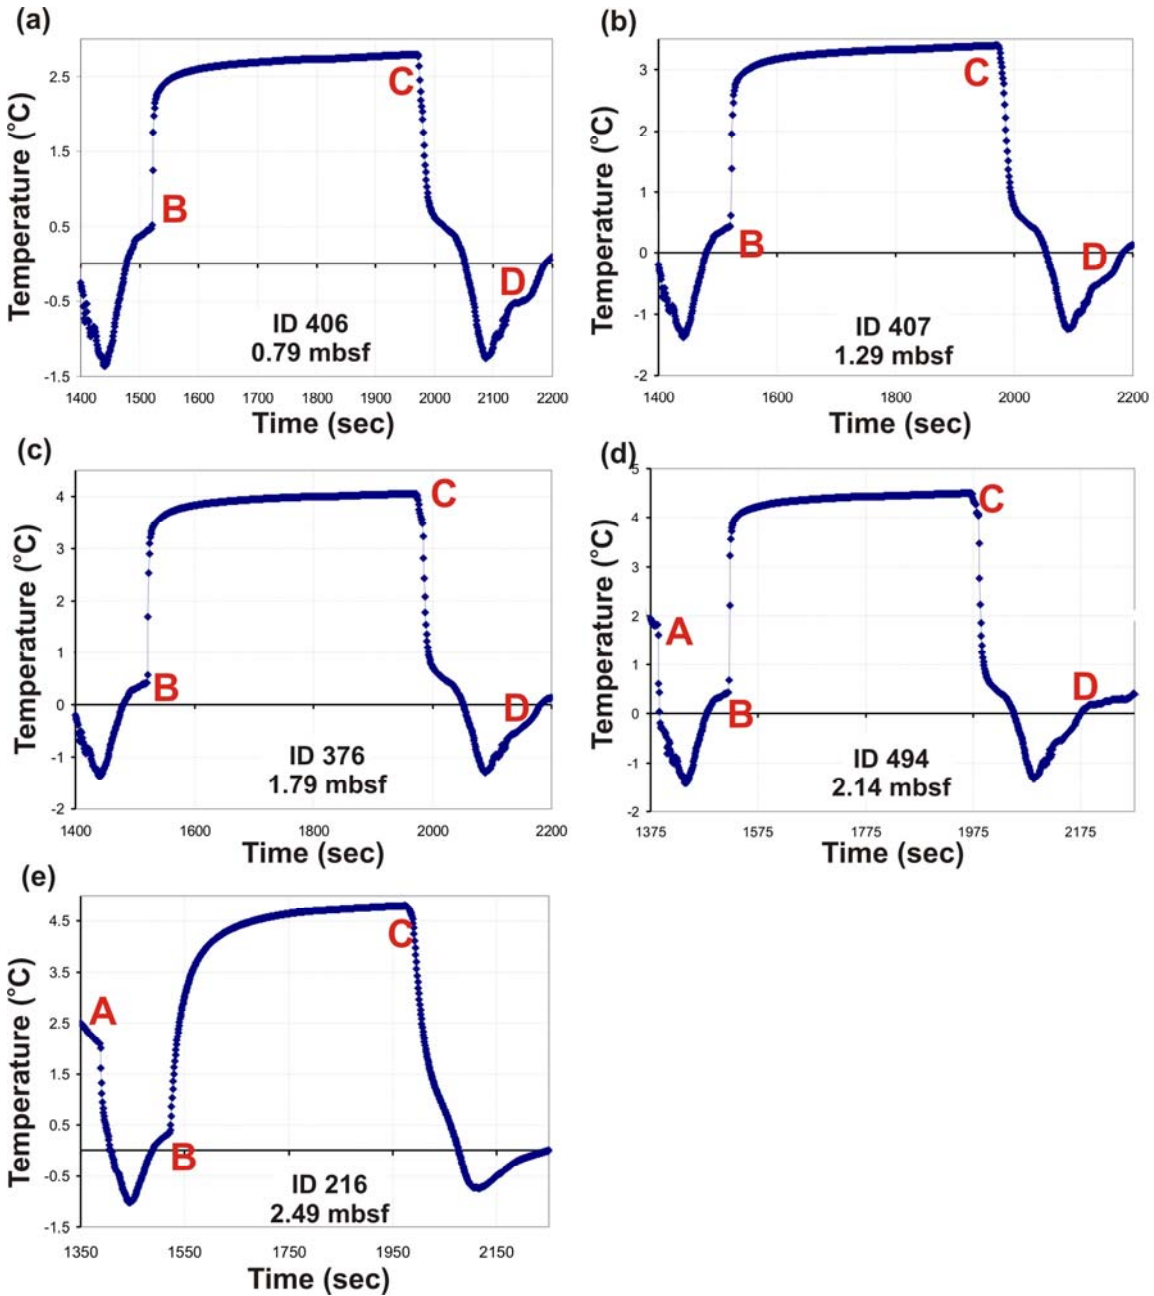 (a)
Temperature (°C)
2.5
1.5
0.5
-0.5
-1.5
B
C
D
ID 406
0.79 mbsf
1400 1500 1600 1700 1800 1900 2000 2100 2200
Time (sec)
(b)
Temperature (°C)
3
2
1
0
-1
-2
B
C
D
ID 407
1.29 mbsf
1400 1600 1800 2000 2200
Time (sec)
(c)
Temperature (°C)
4
3
2
1
0
-1
-2
B
C
D
ID 376
1.79 mbsf
1400 1600 1800 2000 2200
Time (sec)
(d)
Temperature (°C)
5
4
3
2
1
0
-1
-2
A
B
C
D
ID 494
2.14 mbsf
1375 1575 1775 1975 2175
Time (sec)
(e)
Temperature (°C)
4.5
3.5
2.5
1.5
0.5
-0.5
-1.5
A
B
C
ID 216
2.49 mbsf
1350 1550 1750 1950 2150
Time (sec)